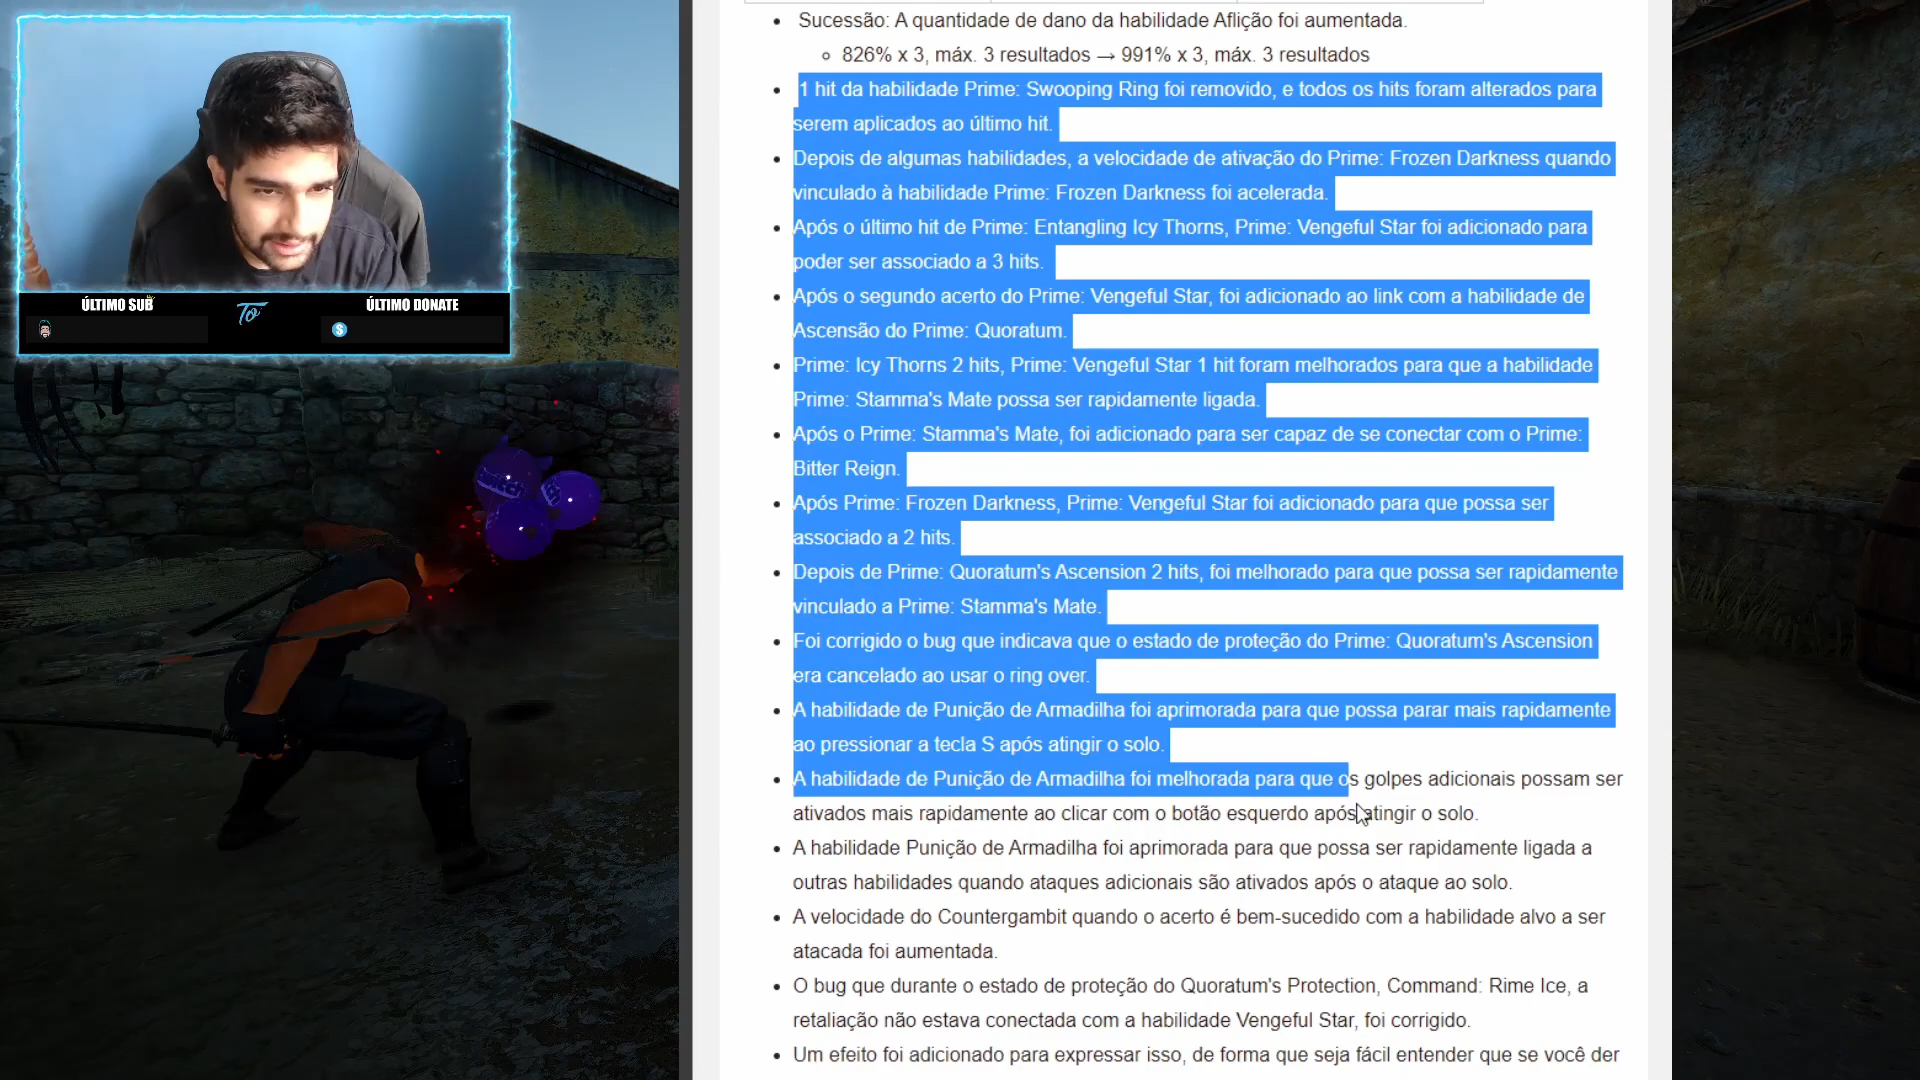 ÚLTIMO SUB
To
ÚLTIMO DONATE
$
• Sucessão: A quantidade de dano da habilidade Aflição foi aumentada.
○ 826% x 3, máx. 3 resultados → 991% x 3, máx. 3 resultados
• 1 hit da habilidade Prime: Swooping Ring foi removido, e todos os hits foram alterados para
serem aplicados ao último hit.
• Depois de algumas habilidades, a velocidade de ativação do Prime: Frozen Darkness quando
vinculado à habilidade Prime: Frozen Darkness foi acelerada.
• Após o último hit de Prime: Entangling Icy Thorns, Prime: Vengeful Star foi adicionado para
poder ser associado a 3 hits.
• Após o segundo acerto do Prime: Vengeful Star, foi adicionado ao link com a habilidade de
Ascensão do Prime: Quoratum.
• Prime: Icy Thorns 2 hits, Prime: Vengeful Star 1 hit foram melhorados para que a habilidade
Prime: Stamma's Mate possa ser rapidamente ligada.
• Após o Prime: Stamma's Mate, foi adicionado para ser capaz de se conectar com o Prime:
Bitter Reign.
• Após Prime: Frozen Darkness, Prime: Vengeful Star foi adicionado para que possa ser
associado a 2 hits.
• Depois de Prime: Quoratum's Ascension 2 hits, foi melhorado para que possa ser rapidamente
vinculado a Prime: Stamma's Mate.
• Foi corrigido o bug que indicava que o estado de proteção do Prime: Quoratum's Ascension
era cancelado ao usar o ring over.
• A habilidade de Punição de Armadilha foi aprimorada para que possa parar mais rapidamente
ao pressionar a tecla S após atingir o solo.
• A habilidade de Punição de Armadilha foi melhorada para que os golpes adicionais possam ser
ativados mais rapidamente ao clicar com o botão esquerdo após atingir o solo.
• A habilidade Punição de Armadilha foi aprimorada para que possa ser rapidamente ligada a
outras habilidades quando ataques adicionais são ativados após o ataque ao solo.
• A velocidade do Countergambit quando o acerto é bem-sucedido com a habilidade alvo a ser
atacada foi aumentada.
• O bug que durante o estado de proteção do Quoratum's Protection, Command: Rime Ice, a
retaliação não estava conectada com a habilidade Vengeful Star, foi corrigido.
• Um efeito foi adicionado para expressar isso, de forma que seja fácil entender que se você der